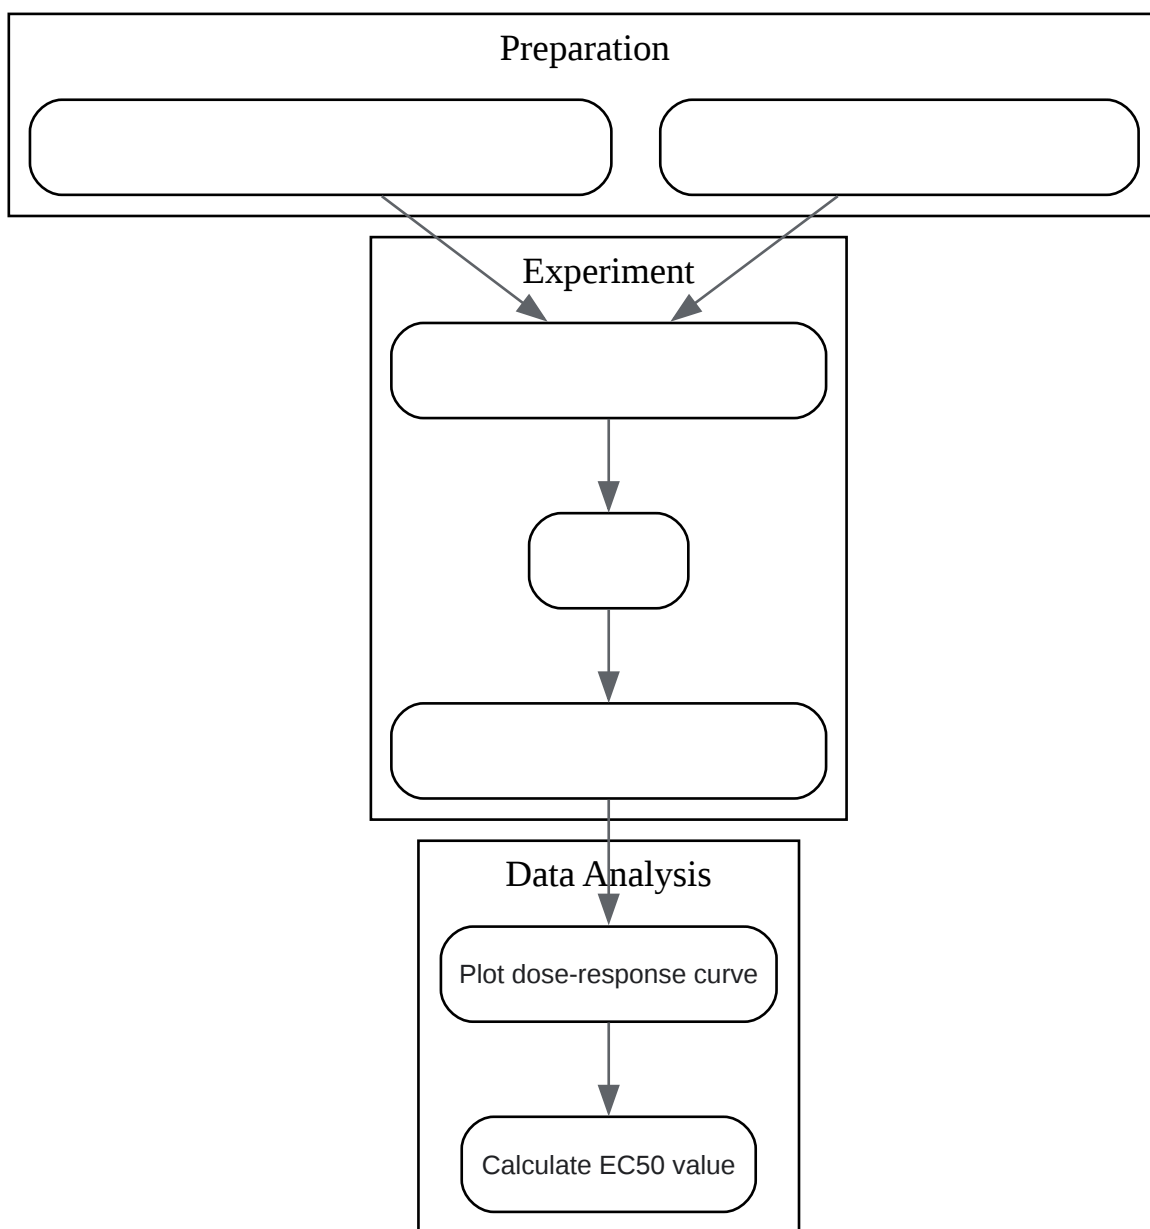 Preparation
Experiment
Data Analysis
Plot dose-response curve
Calculate EC50 value